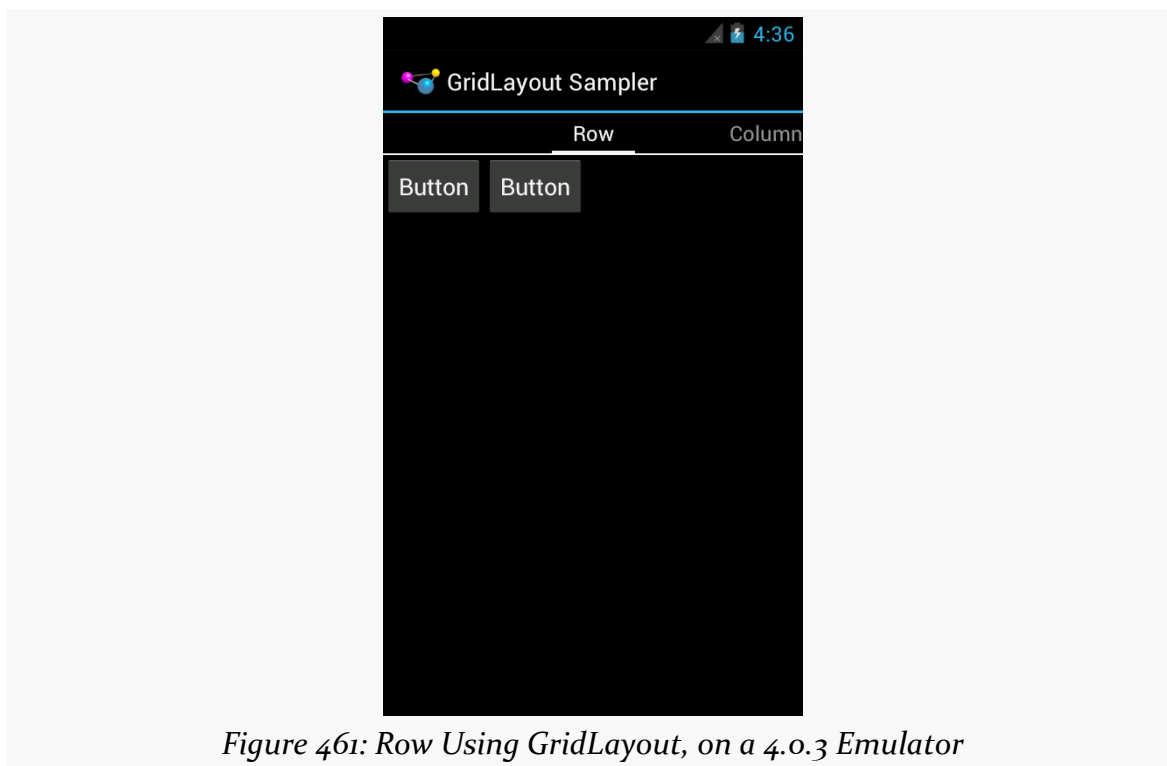 4:36
GridLayout Sampler
Row Column
Button Button
Figure 461: Row Using GridLayout, on a 4.0.3 Emulator